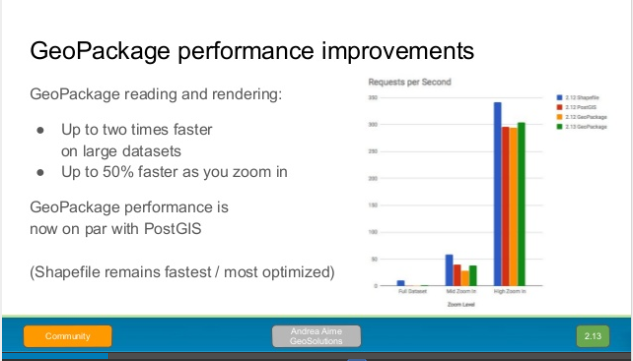 GeoPackage performance improvements
GeoPackage reading and rendering:
● Up to two times faster
on large datasets
● Up to 50% faster as you zoom in
GeoPackage performance is
now on par with PostGIS
(Shapefile remains fastest / most optimized)
Requests per Second
350
300
250
200
150
100
50
0
Full Dataset
Mid Zoom In
High Zoom In
Zoom Level
2.12 Shapefile
2.12 PostGIS
2.12 GeoPackage
2.13 GeoPackage
Community
Andrea Aime
GeoSolutions
2.13